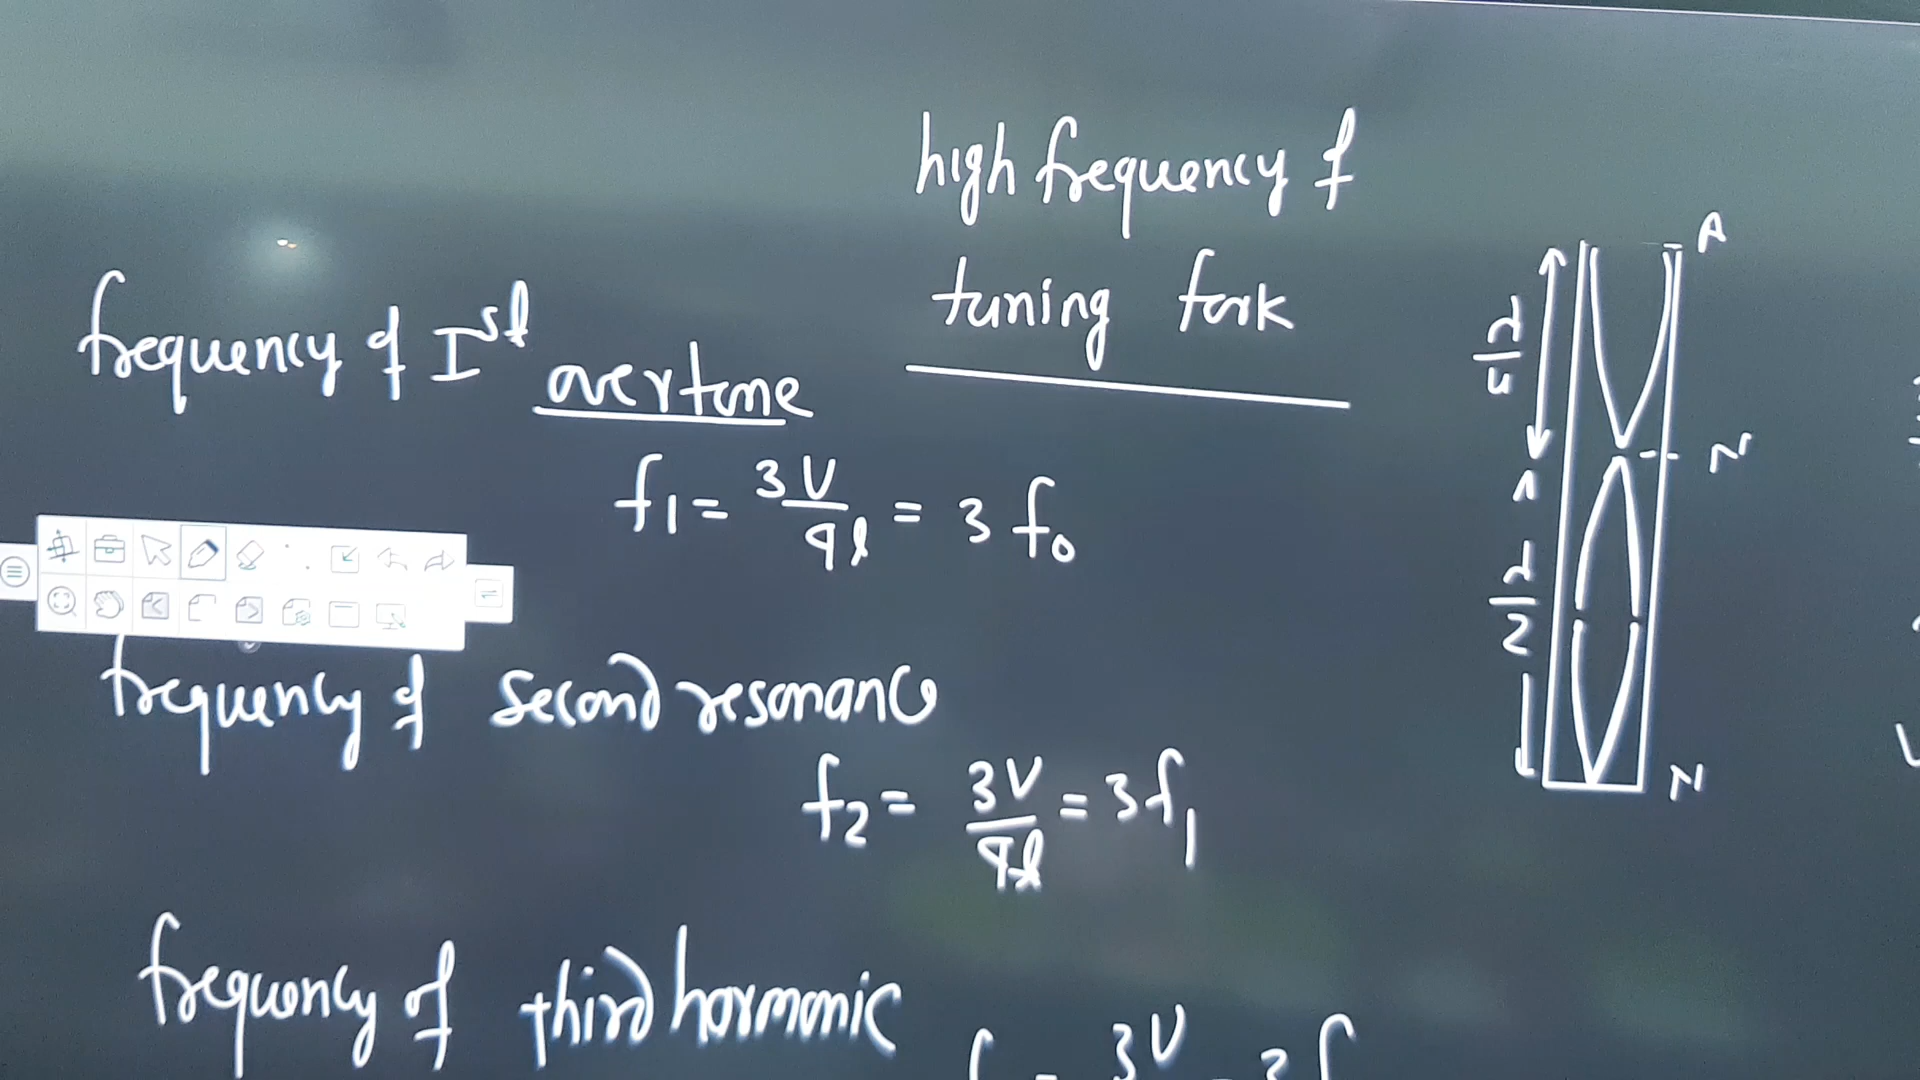 high frequency of
tuning fork
frequency of Ist overtone
f1 = 3V/4l = 3 f0
frequency of second resonance
f2 = 3V/4l = 3f1
frequency of third harmonic
3V
A
λ/4
N
λ/2
N